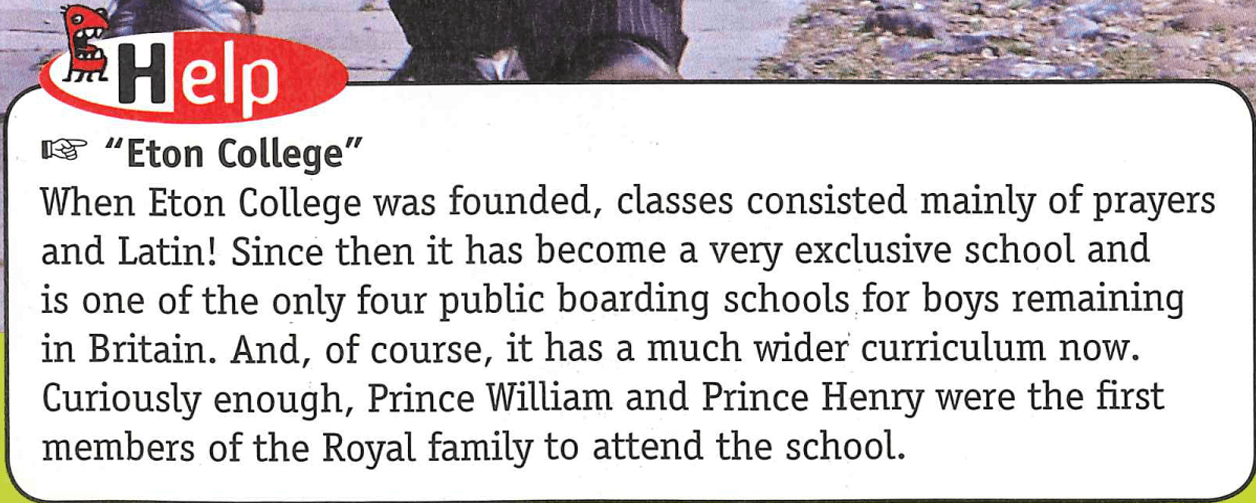 Help
☞ “Eton College”
When Eton College was founded, classes consisted mainly of prayers
and Latin! Since then it has become a very exclusive school and
is one of the only four public boarding schools for boys remaining
in Britain. And, of course, it has a much wider curriculum now.
Curiously enough, Prince William and Prince Henry were the first
members of the Royal family to attend the school.